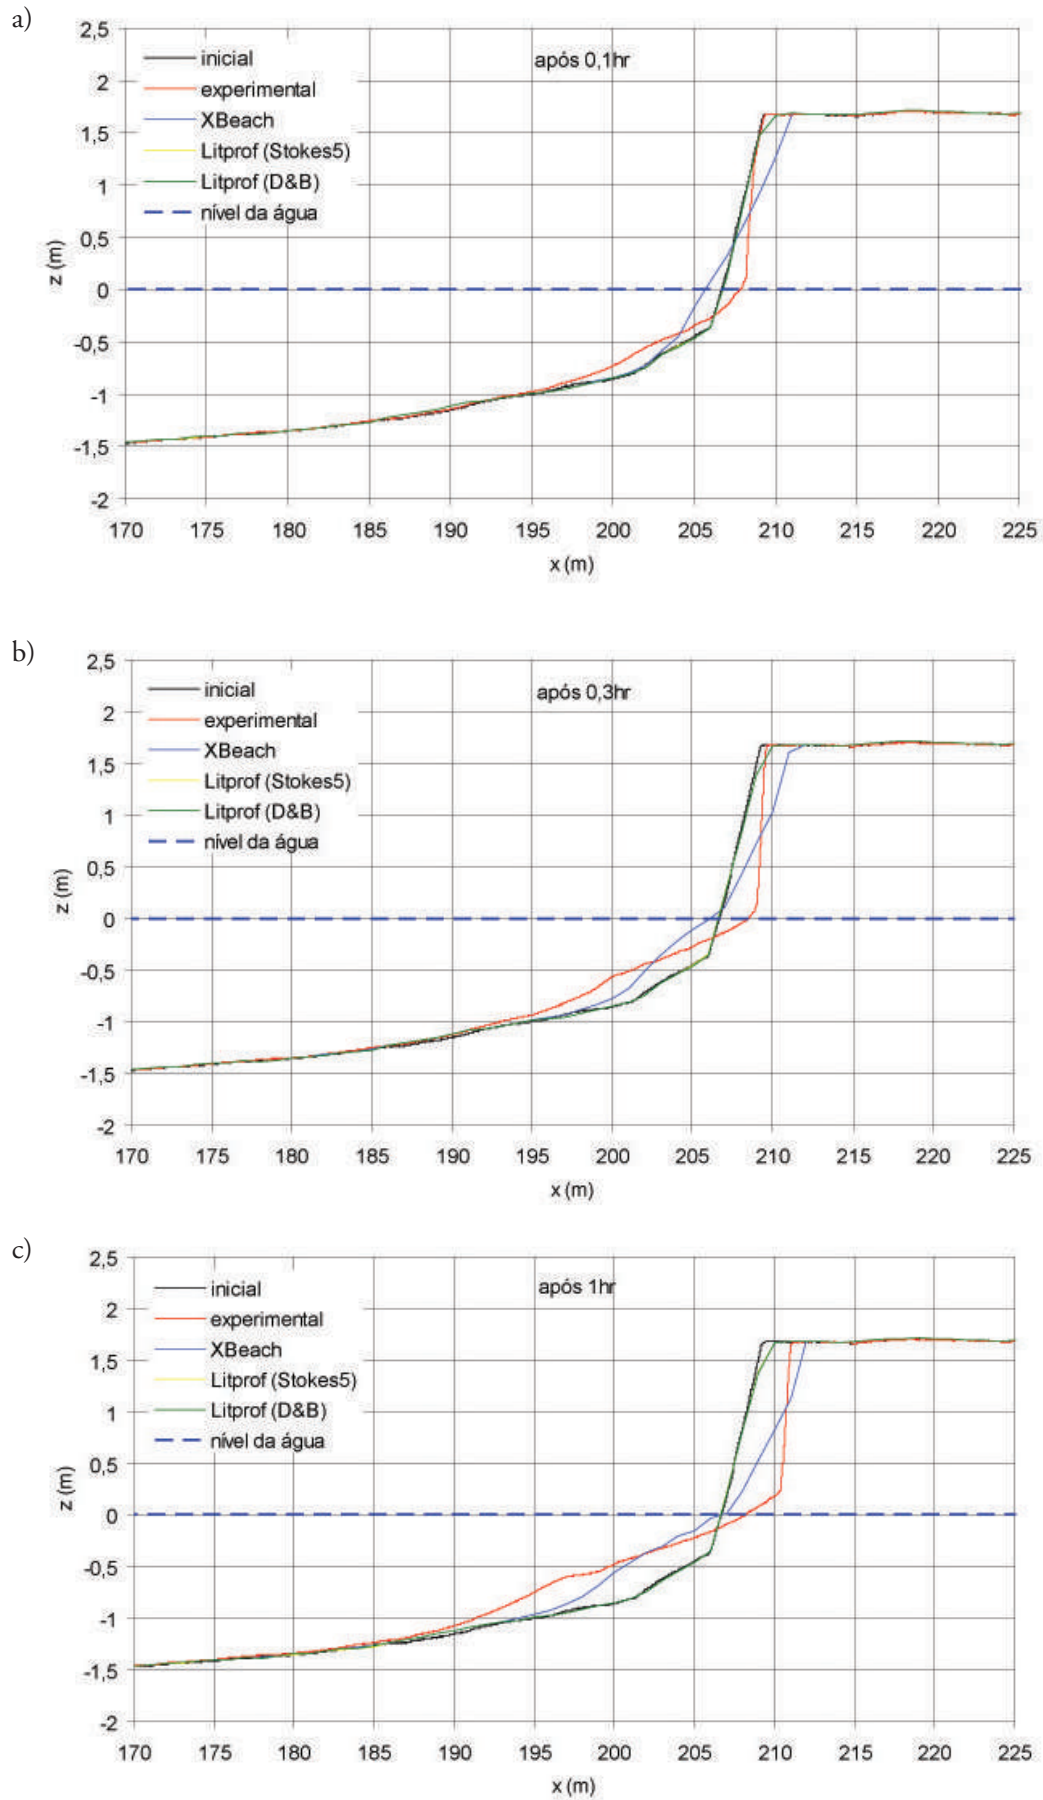 a)
2,5
2
1,5
1
0,5
0
-0,5
-1
-1,5
-2
z (m)
inicial
experimental
XBeach
Litprof (Stokes5)
Litprof (D&B)
nível da água
após 0,1hr
170 175 180 185 190 195 200 205 210 215 220 225
x (m)
b)
2,5
2
1,5
1
0,5
0
-0,5
-1
-1,5
-2
z (m)
inicial
experimental
XBeach
Litprof (Stokes5)
Litprof (D&B)
nível da água
após 0,3hr
170 175 180 185 190 195 200 205 210 215 220 225
x (m)
c)
2,5
2
1,5
1
0,5
0
-0,5
-1
-1,5
-2
z (m)
inicial
experimental
XBeach
Litprof (Stokes5)
Litprof (D&B)
nível da água
após 1hr
170 175 180 185 190 195 200 205 210 215 220 225
x (m)